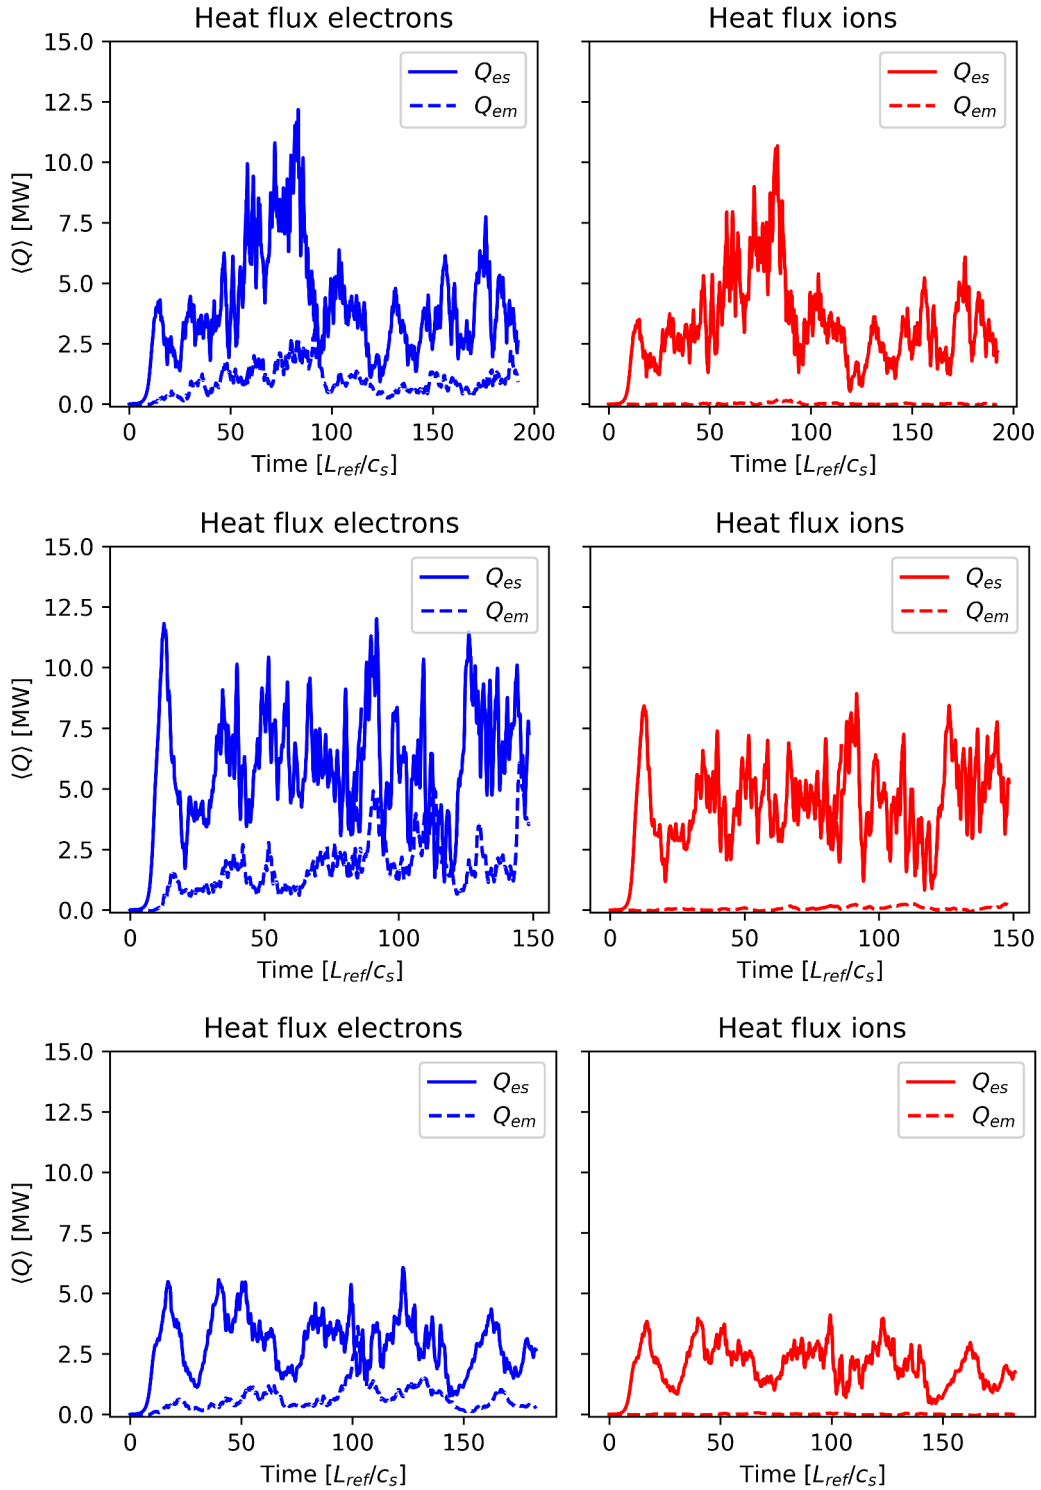 Heat flux electrons
Heat flux ions
15.0
12.5
10.0
7.5
5.0
2.5
0.0
⟨Q⟩ [MW]
Q_es
Q_em
Q_es
Q_em
0 50 100 150 200
0 50 100 150 200
Time [L_ref/c_s]
Time [L_ref/c_s]
Heat flux electrons
Heat flux ions
15.0
12.5
10.0
7.5
5.0
2.5
0.0
⟨Q⟩ [MW]
Q_es
Q_em
Q_es
Q_em
0 50 100 150
0 50 100 150
Time [L_ref/c_s]
Time [L_ref/c_s]
Heat flux electrons
Heat flux ions
15.0
12.5
10.0
7.5
5.0
2.5
0.0
⟨Q⟩ [MW]
Q_es
Q_em
Q_es
Q_em
0 50 100 150
0 50 100 150
Time [L_ref/c_s]
Time [L_ref/c_s]